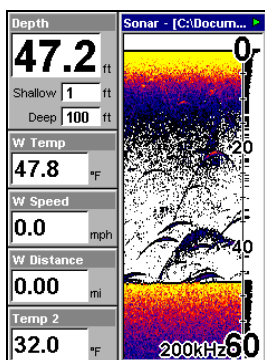 Depth
47.2 ft
Shallow 1 ft
Deep 100 ft
W Temp
47.8 °F
W Speed
0.0 mph
W Distance
0.00 mi
Temp 2
32.0 °F
Sonar - [C:\Docum...
0
20
40
200kHz 60